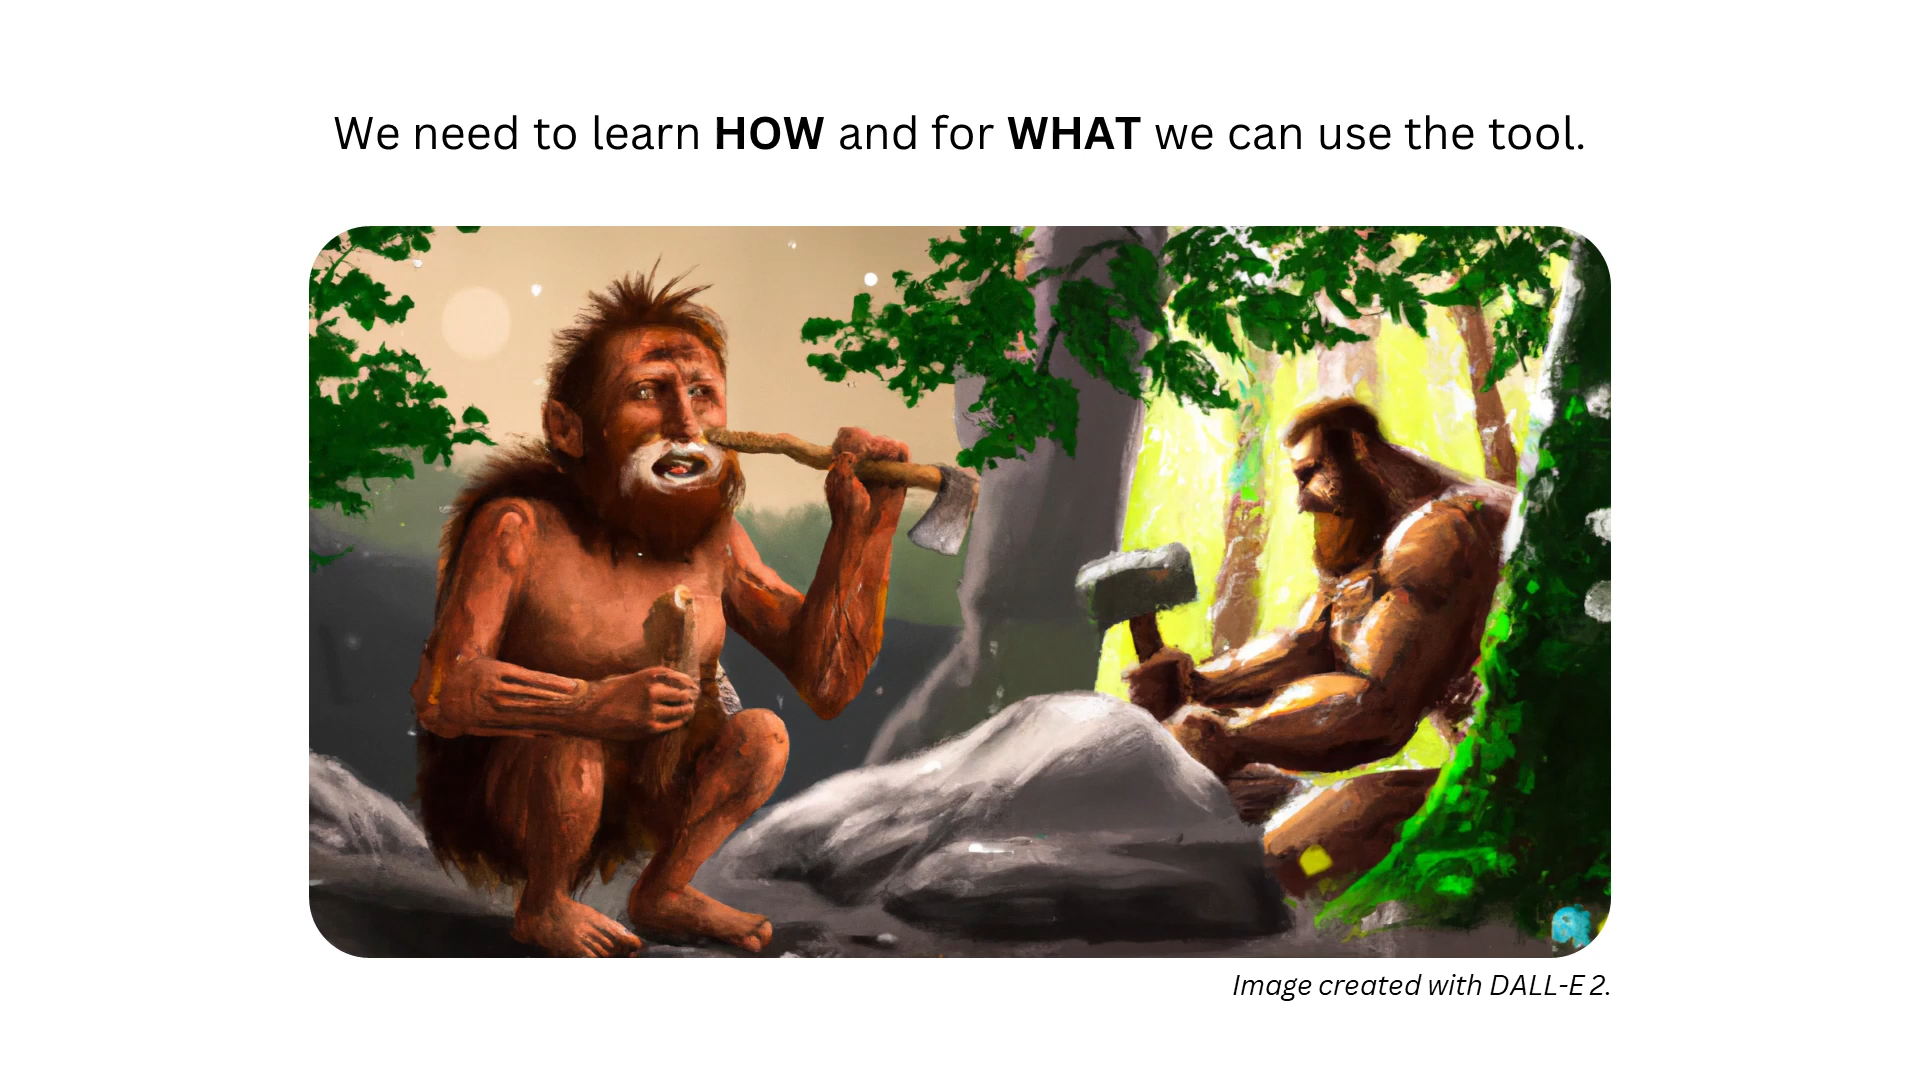 We need to learn HOW and for WHAT we can use the tool.
Image created with DALL-E 2.